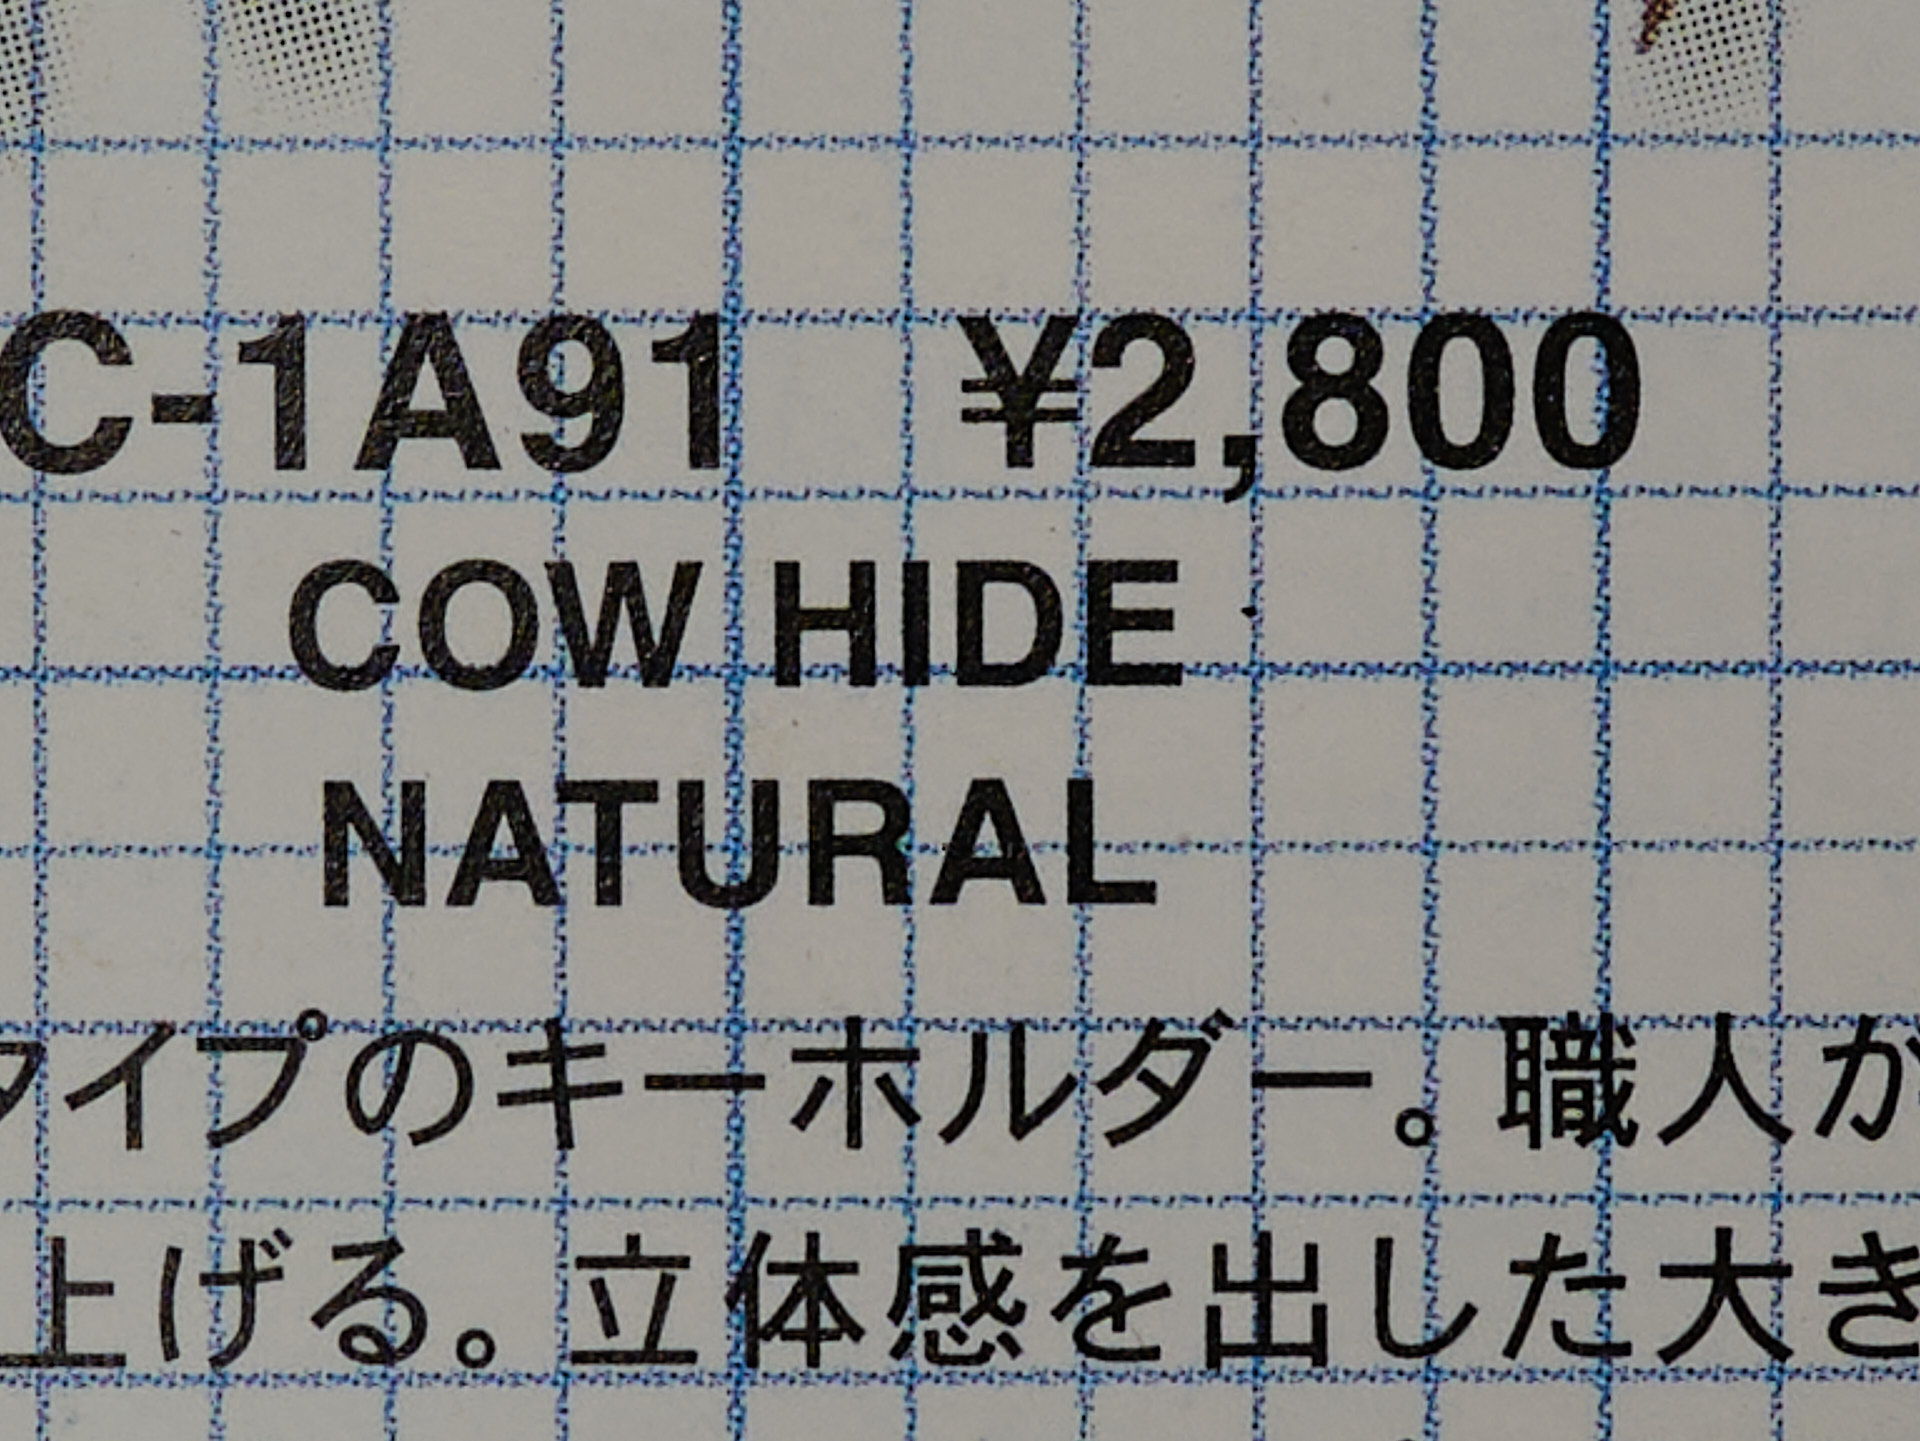 C-1A91 ¥2,800
COW HIDE
NATURAL
タイプのキーホルダー。職人が
上げる。立体感を出した大き